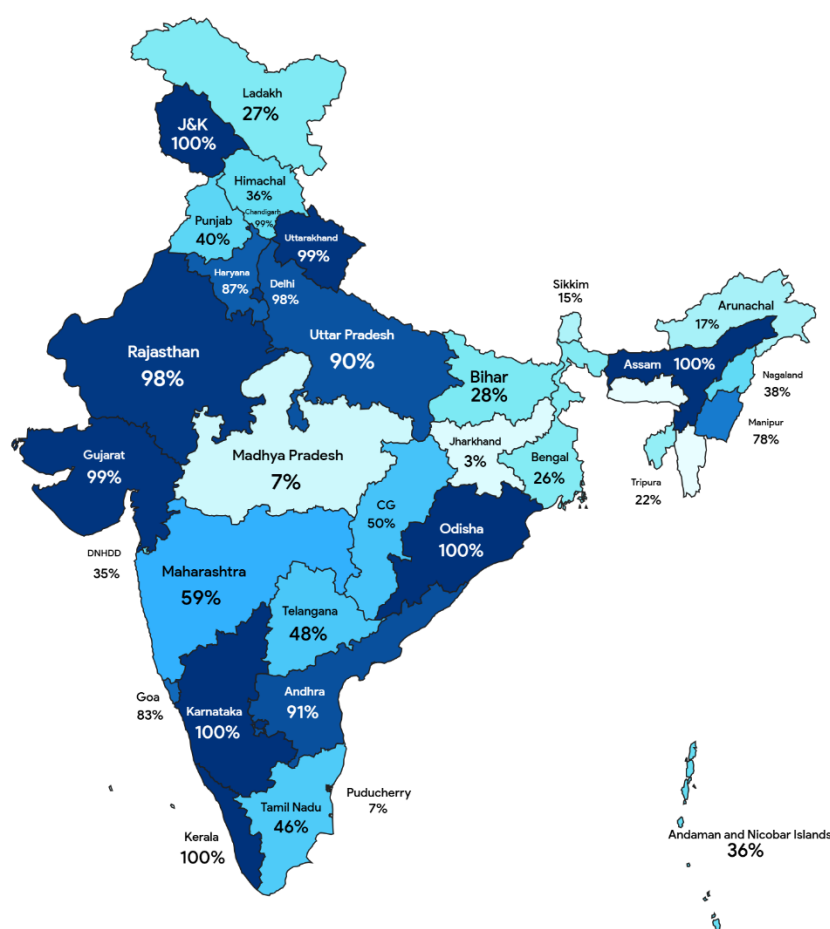 Ladakh
27%
J&K
100%
Himachal
36%
Chandigarh
99%
Punjab
40%
Uttarakhand
99%
Haryana
87%
Delhi
98%
Sikkim
15%
Arunachal
17%
Rajasthan
98%
Uttar Pradesh
90%
Bihar
28%
Assam 100%
Nagaland
38%
Manipur
78%
Tripura
22%
Gujarat
99%
Madhya Pradesh
7%
Jharkhand
3%
Bengal
26%
CG
50%
Odisha
100%
DNHDD
35%
Maharashtra
59%
Telangana
48%
Goa
83%
Karnataka
100%
Andhra
91%
Puducherry
7%
Tamil Nadu
46%
Kerala
100%
Andaman and Nicobar Islands
36%